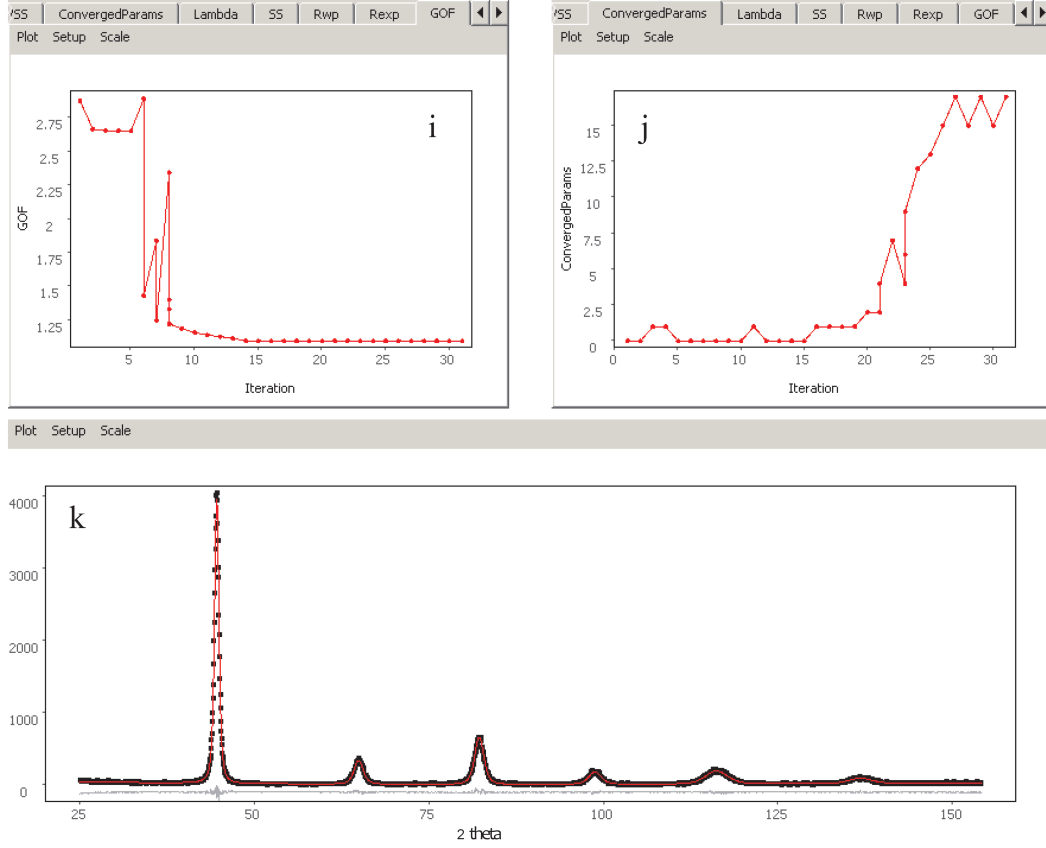 /SS ConvergedParams Lambda SS Rwp Rexp GOF
Plot Setup Scale
i
2.75
2.5
2.25
2
1.75
1.5
1.25
GOF
5 10 15 20 25 30
Iteration
/SS ConvergedParams Lambda SS Rwp Rexp GOF
Plot Setup Scale
j
15
12.5
10
7.5
5
2.5
0
ConvergedParams
0 5 10 15 20 25 30
Iteration
Plot Setup Scale
k
4000
3000
2000
1000
0
25 50 75 100 125 150
2 theta